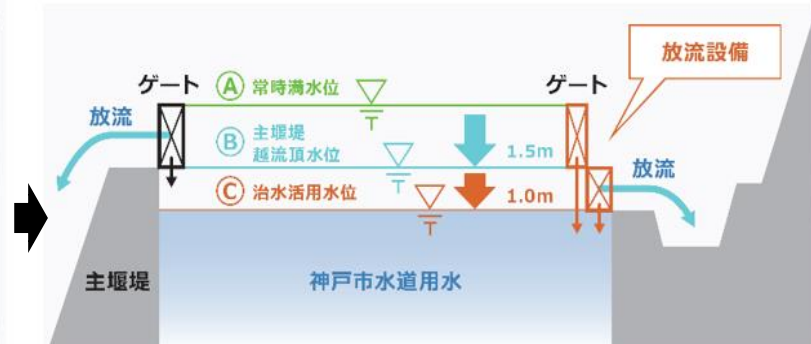 放流設備
ゲート
Ⓐ 常時満水位
ゲート
放流
Ⓑ 主堰堤
越流頂水位
1.5m
放流
Ⓒ 治水活用水位
1.0m
主堰堤
神戸市水道用水